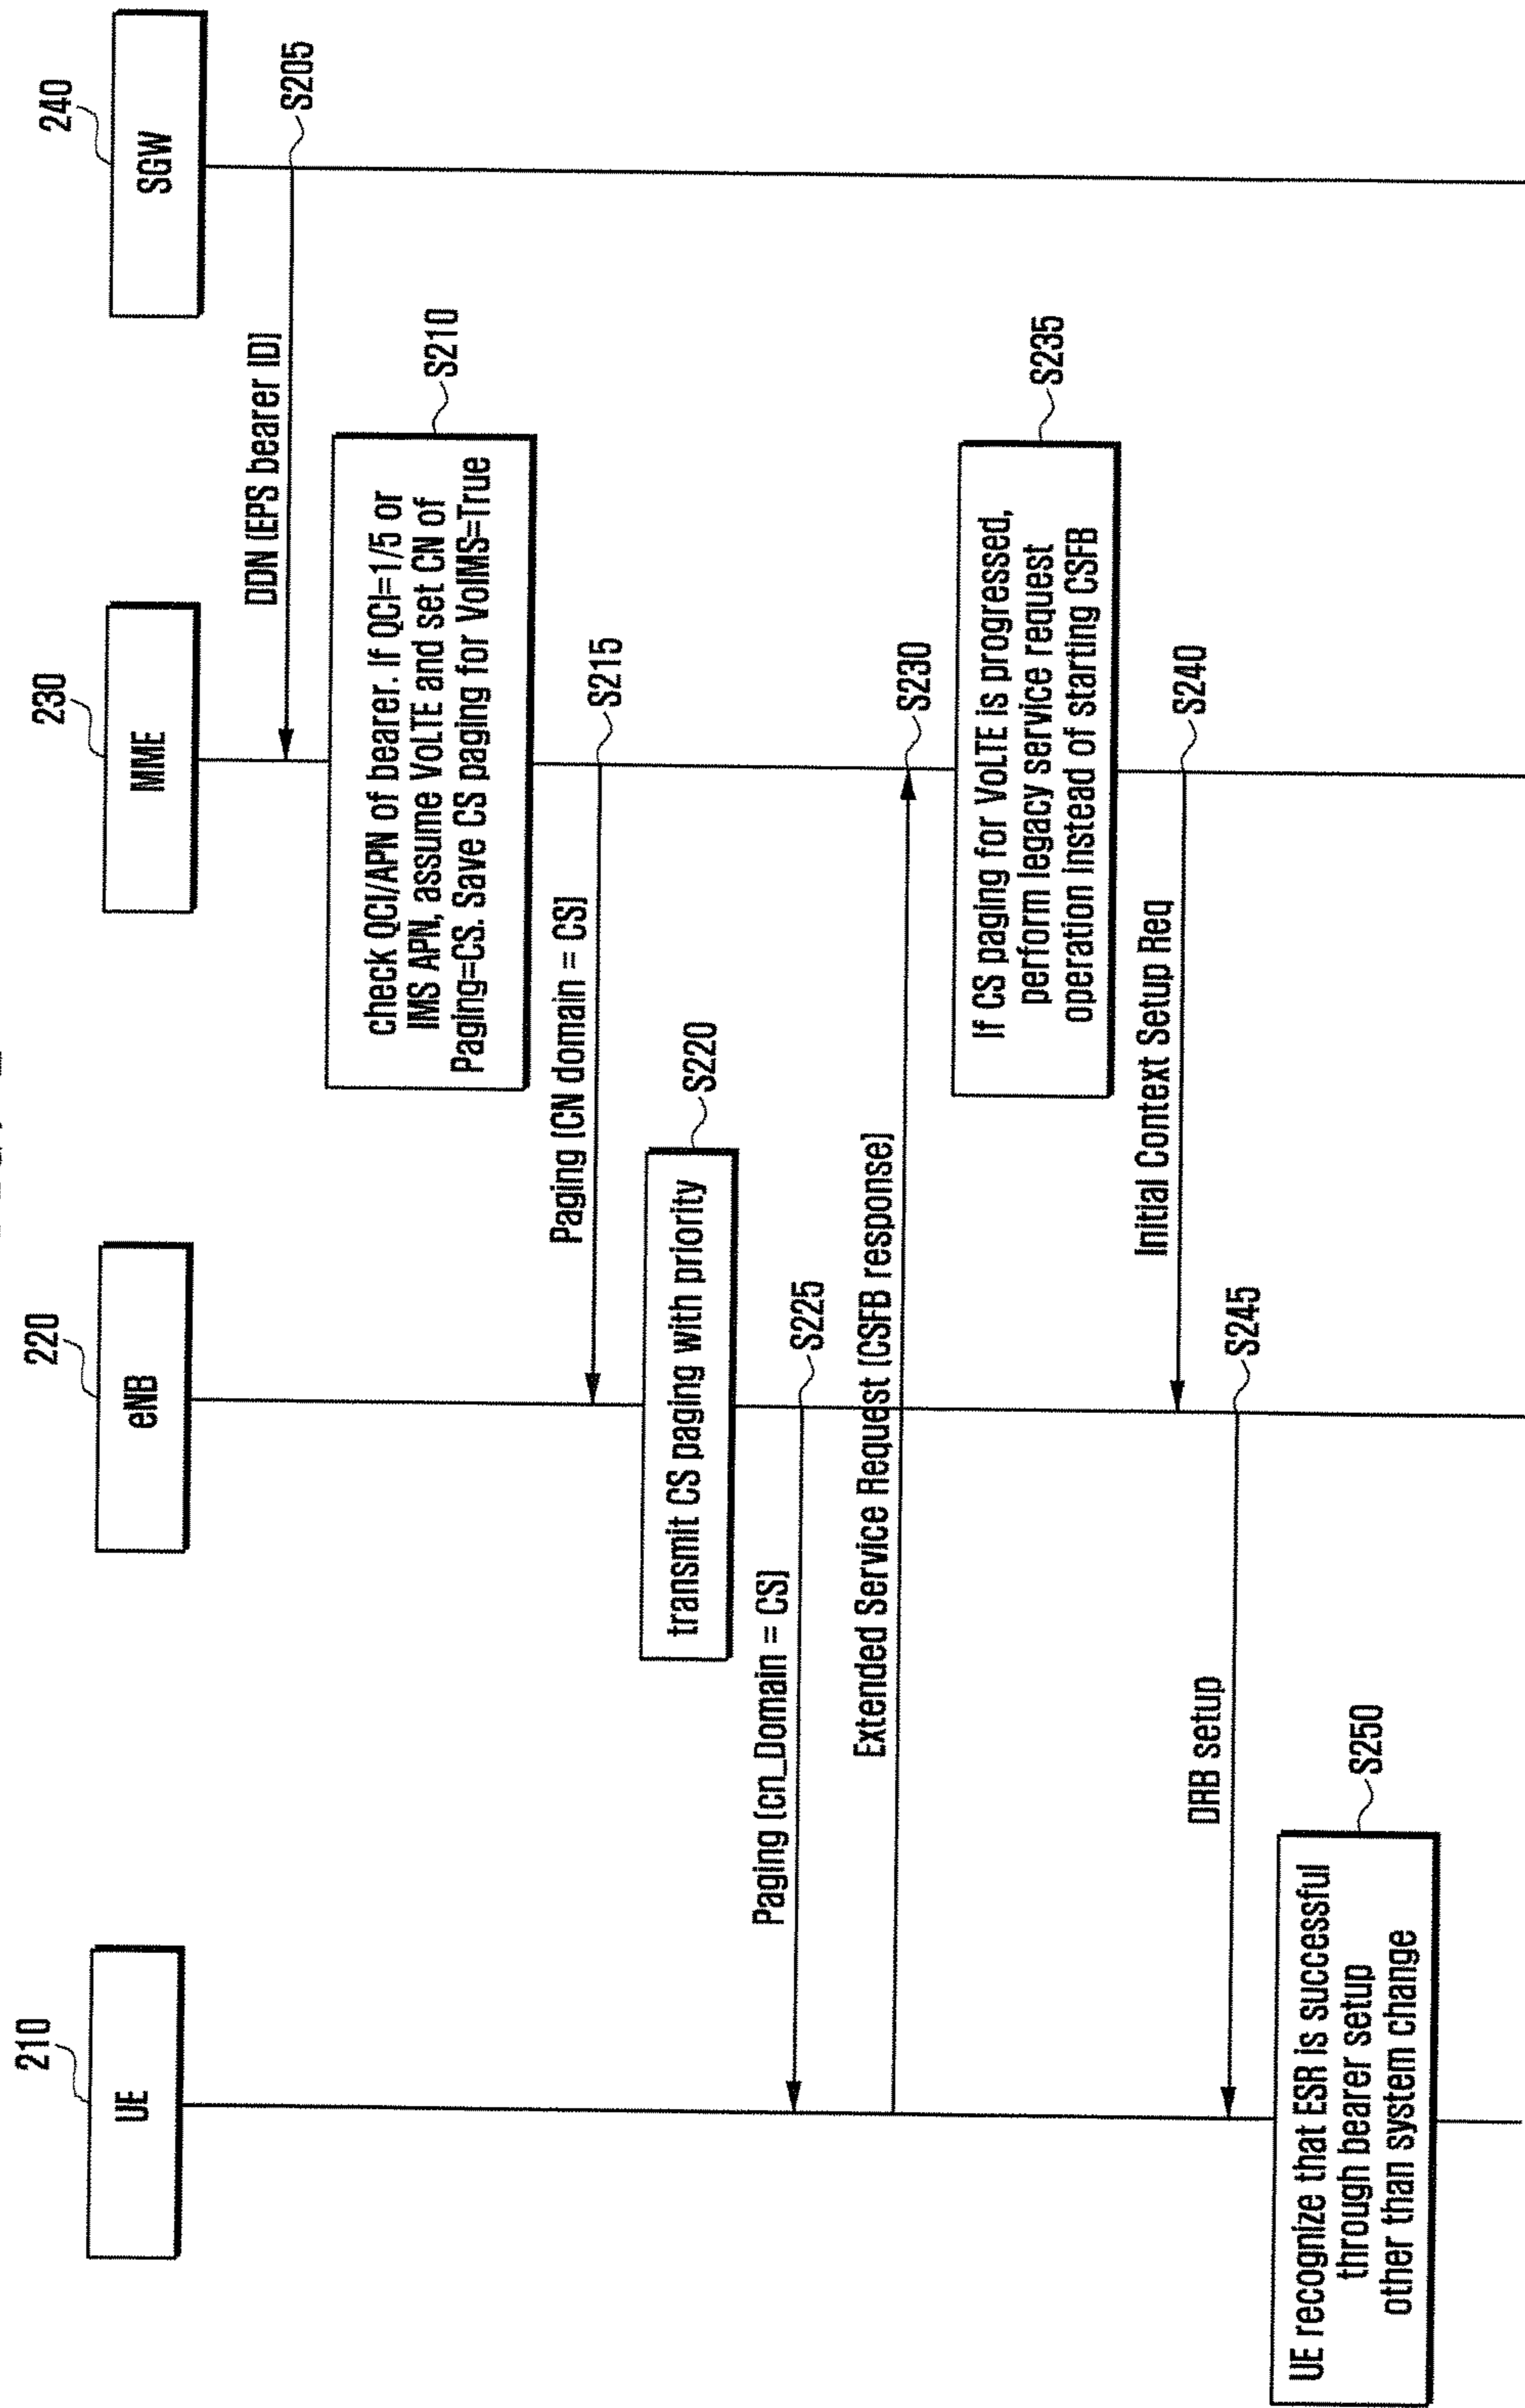 210
UE
220
eNB
230
MME
240
SGW
DDN (EPS bearer ID)
S205
check QCI/APN of bearer. If QCI=1/5 or
IMS APN, assume VoLTE and set CN of
Paging=CS. Save CS paging for VoIMS=True
S210
Paging (CN domain = CS)
S215
transmit CS paging with priority
S220
Paging (cn_Domain = CS)
S225
Extended Service Request (CSFB response)
S230
If CS paging for VoLTE is progressed,
perform legacy service request
operation instead of starting CSFB
S235
Initial Context Setup Req
S240
DRB setup
S245
UE recognize that ESR is successful
through bearer setup
other than system change
S250